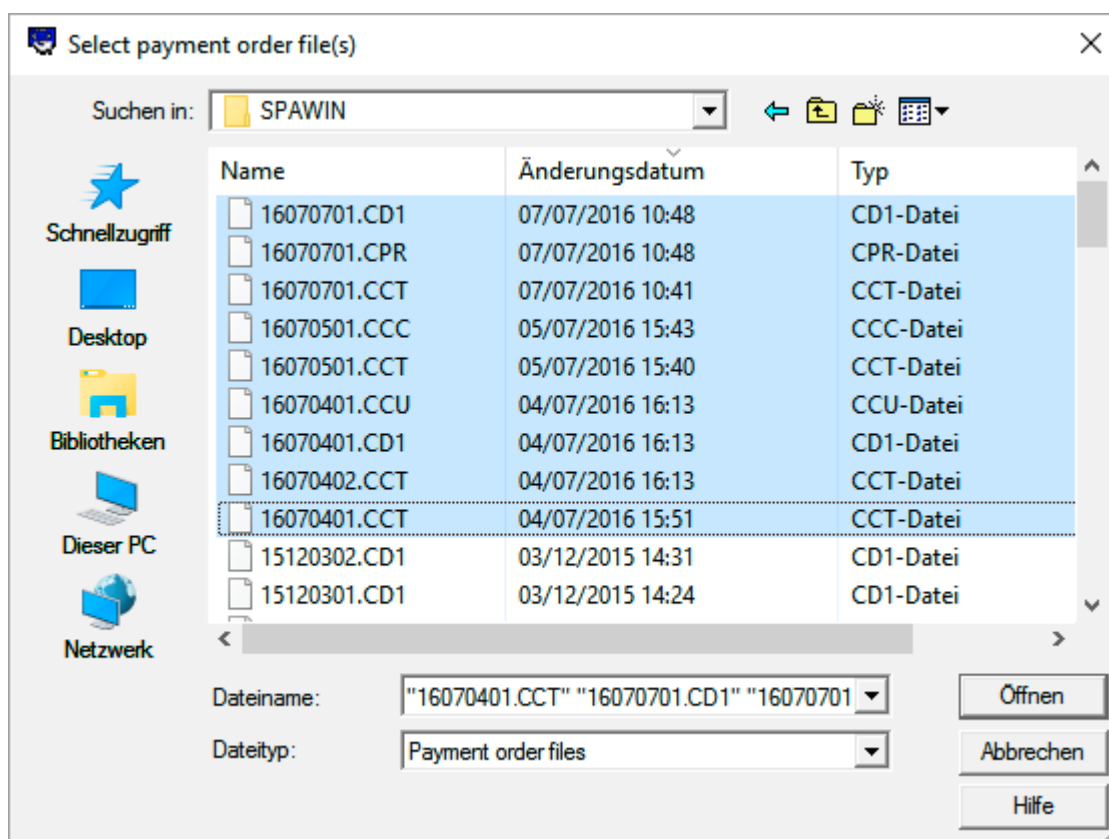 Select payment order file(s)
Suchen in: SPAWIN
Schnellzugriff
Desktop
Bibliotheken
Dieser PC
Netzwerk
Name Änderungsdatum Typ
16070701.CD1 07/07/2016 10:48 CD1-Datei
16070701.CPR 07/07/2016 10:48 CPR-Datei
16070701.CCT 07/07/2016 10:41 CCT-Datei
16070501.CCC 05/07/2016 15:43 CCC-Datei
16070501.CCT 05/07/2016 15:40 CCT-Datei
16070401.CCU 04/07/2016 16:13 CCU-Datei
16070401.CD1 04/07/2016 16:13 CD1-Datei
16070402.CCT 04/07/2016 16:13 CCT-Datei
16070401.CCT 04/07/2016 15:51 CCT-Datei
15120302.CD1 03/12/2015 14:31 CD1-Datei
15120301.CD1 03/12/2015 14:24 CD1-Datei
Dateiname: "16070401.CCT" "16070701.CD1" "16070701 Öffnen
Dateityp: Payment order files Abbrechen
Hilfe